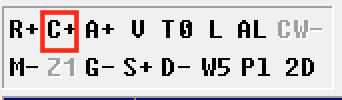 R+ C+ A+ V T0 L AL CW-
M- Z1 G- S+ D- W5 P1 2D